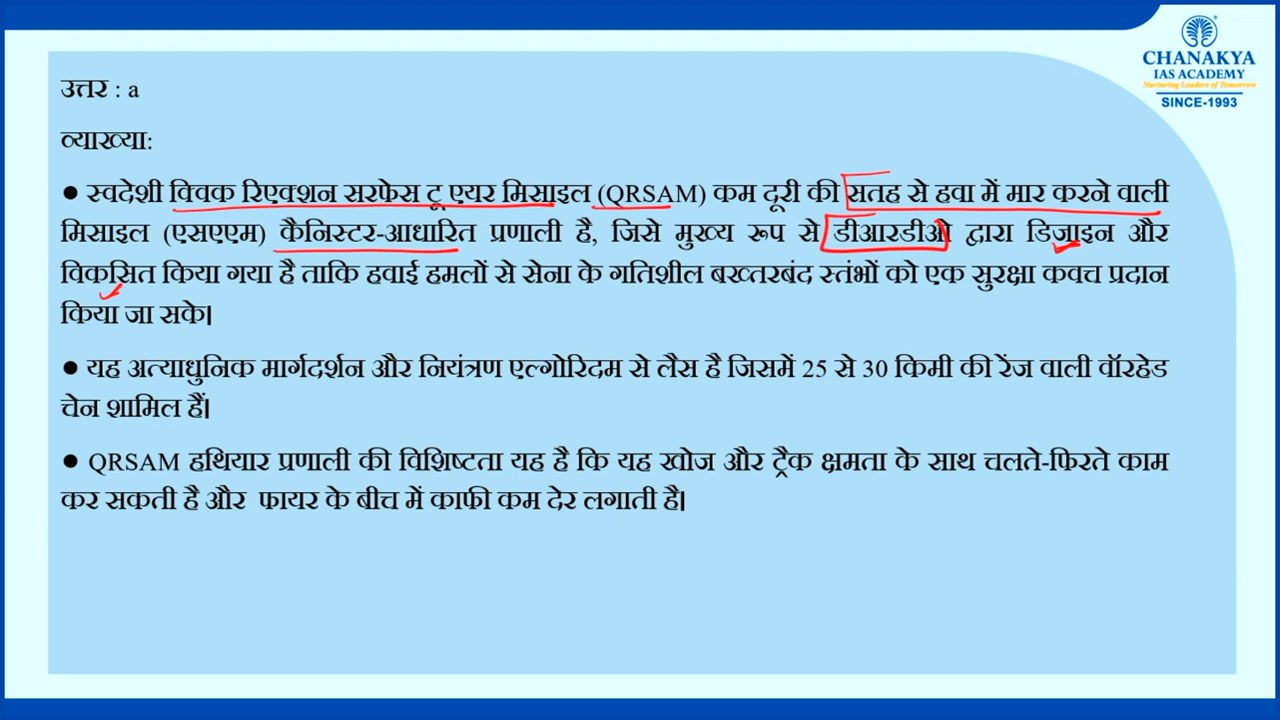 CHANAKYA
IAS ACADEMY
Nurturing Leaders of Tomorrow
SINCE-1993
उत्तर : a
व्याख्या:
● स्वदेशी क्विक रिएक्शन सरफेस टू एयर मिसाइल (QRSAM) कम दूरी की सतह से हवा में मार करने वाली
मिसाइल (एसएएम) कैनिस्टर-आधारित प्रणाली है, जिसे मुख्य रूप से डीआरडीओ द्वारा डिज़ाइन और
विकसित किया गया है ताकि हवाई हमलों से सेना के गतिशील बख्तरबंद स्तंभों को एक सुरक्षा कवच प्रदान
किया जा सके।
● यह अत्याधुनिक मार्गदर्शन और नियंत्रण एल्गोरिदम से लैस है जिसमें 25 से 30 किमी की रेंज वाली वॉरहेड
चेन शामिल हैं।
● QRSAM हथियार प्रणाली की विशिष्टता यह है कि यह खोज और ट्रैक क्षमता के साथ चलते-फिरते काम
कर सकती है और फायर के बीच में काफी कम देर लगाती है।